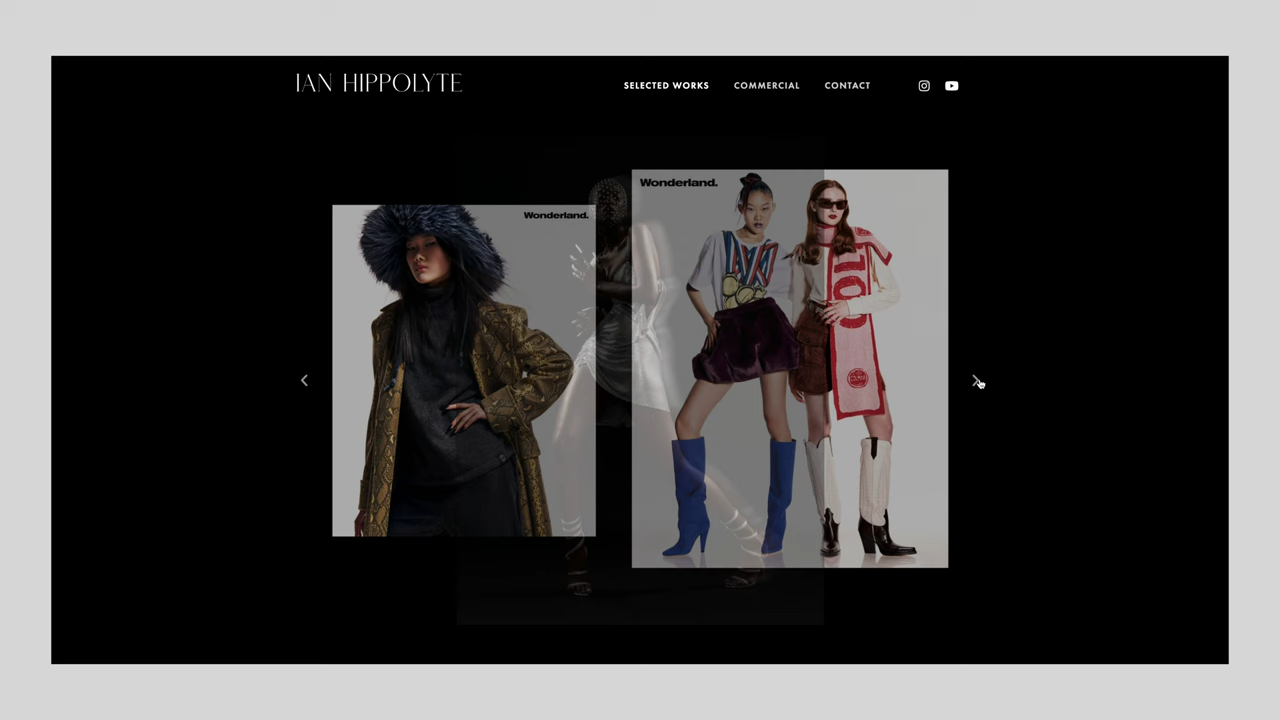 IAN HIPPOLYTE
SELECTED WORKS
COMMERCIAL
CONTACT
Wonderland.
Wonderland.